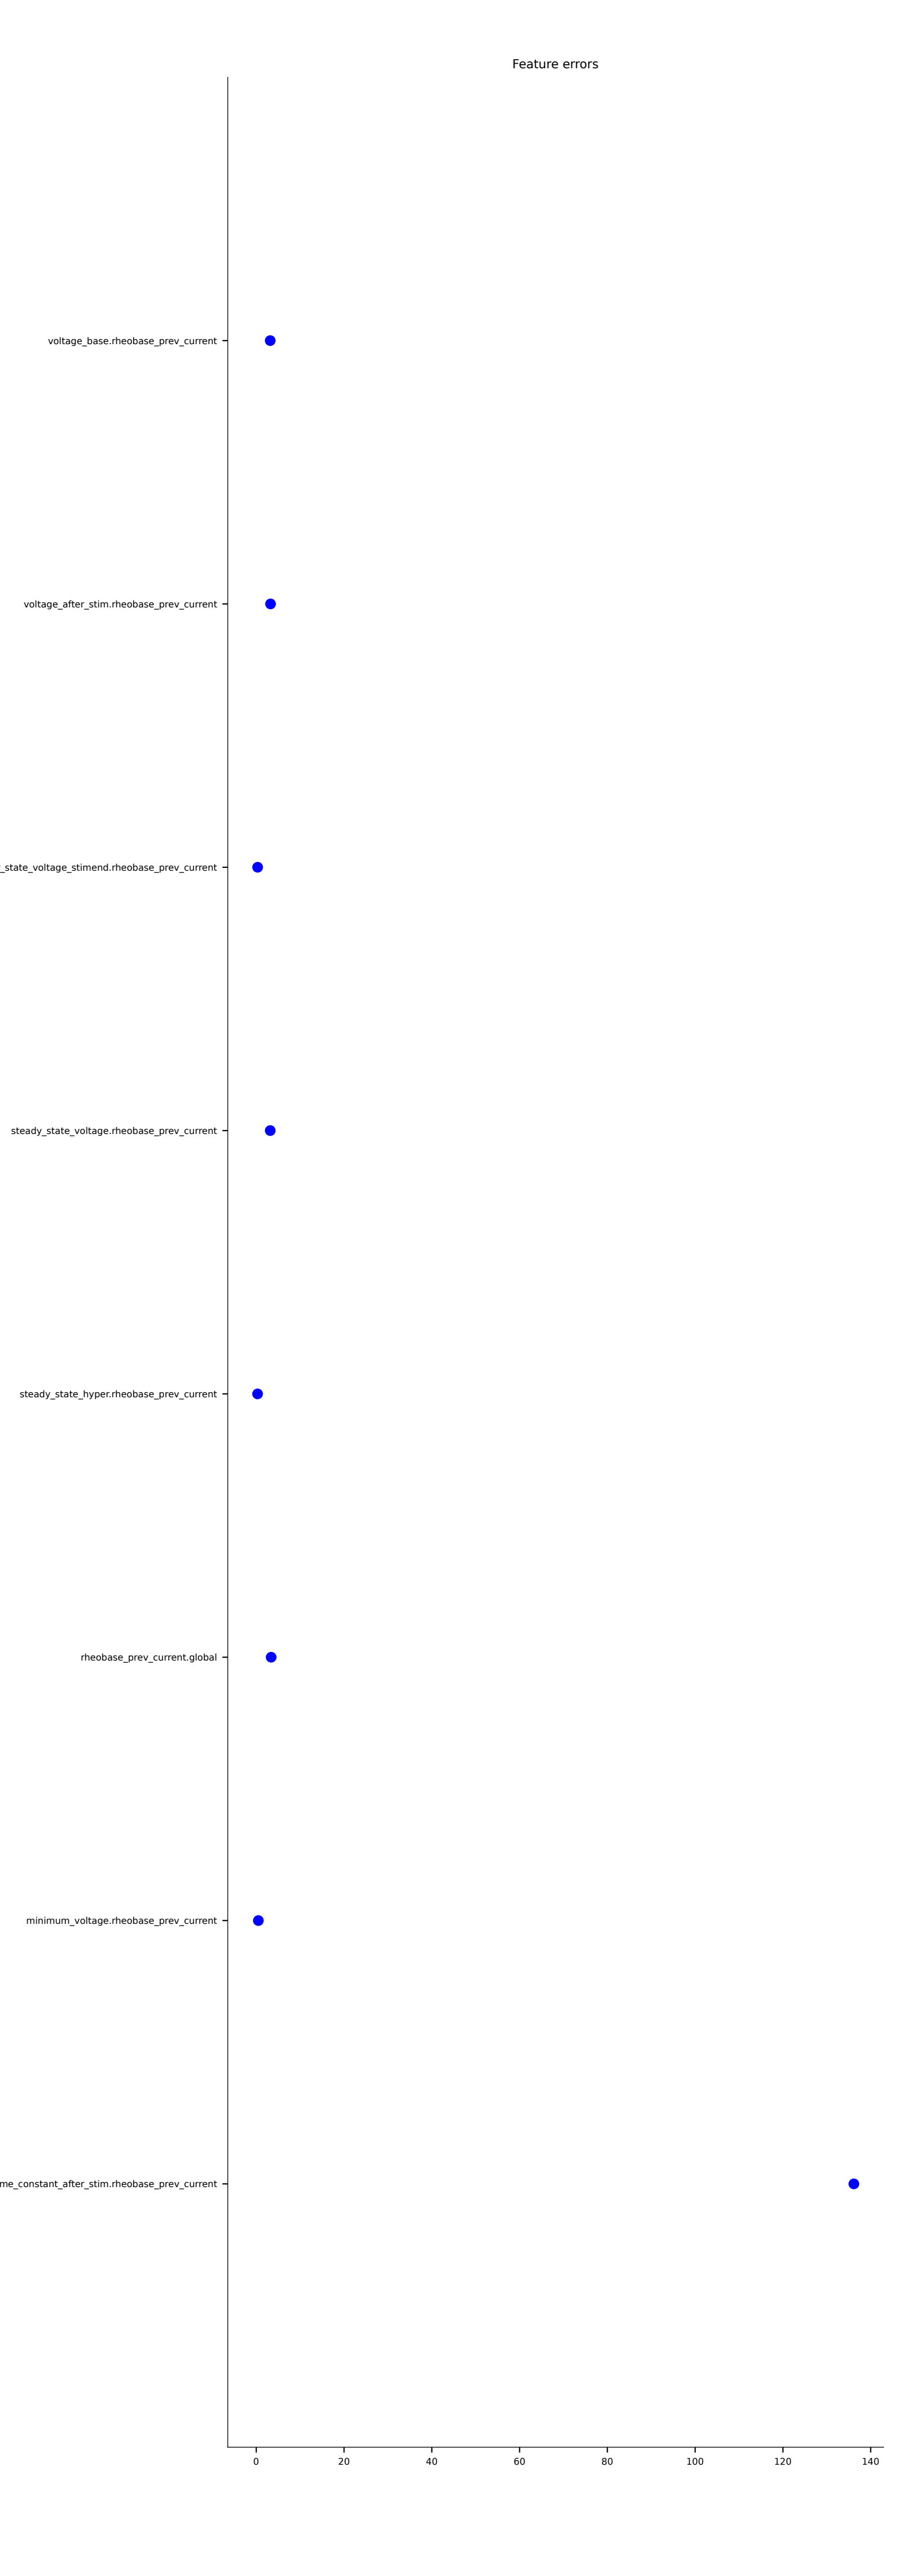 Feature errors
voltage_base.rheobase_prev_current
voltage_after_stim.rheobase_prev_current
_state_voltage_stimend.rheobase_prev_current
steady_state_voltage.rheobase_prev_current
steady_state_hyper.rheobase_prev_current
rheobase_prev_current.global
minimum_voltage.rheobase_prev_current
me_constant_after_stim.rheobase_prev_current
0 20 40 60 80 100 120 140